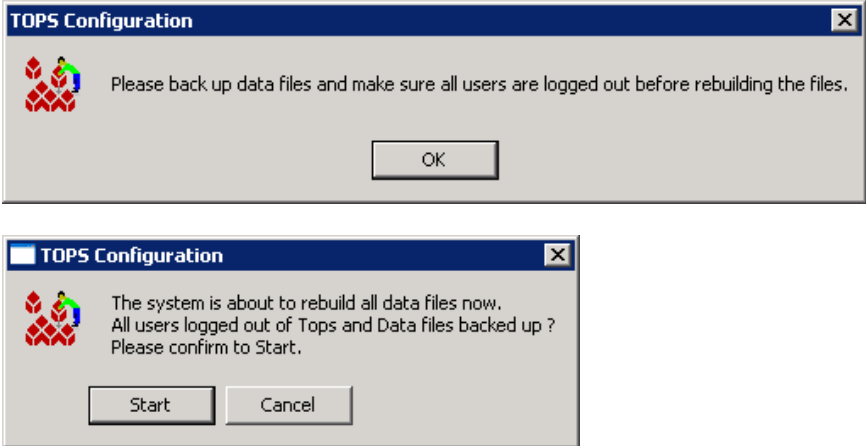 TOPS Configuration
Please back up data files and make sure all users are logged out before rebuilding the files.
OK
TOPS Configuration
The system is about to rebuild all data files now.
All users logged out of Tops and Data files backed up ?
Please confirm to Start.
Start Cancel